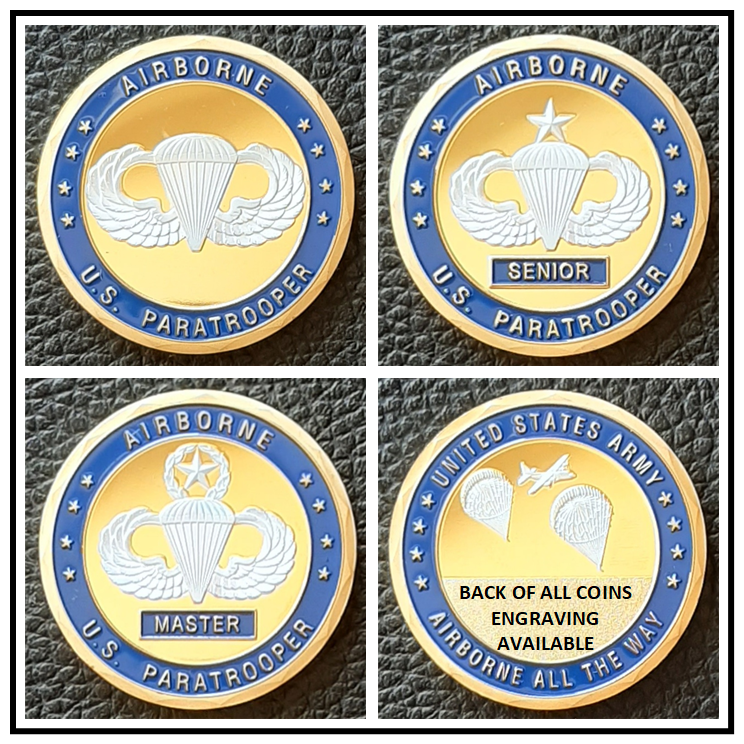 AIRBORNE
U.S. PARATROOPER
AIRBORNE
SENIOR
U.S. PARATROOPER
AIRBORNE
MASTER
U.S. PARATROOPER
UNITED STATES ARMY
BACK OF ALL COINS
ENGRAVING
AVAILABLE
AIRBORNE ALL THE WAY